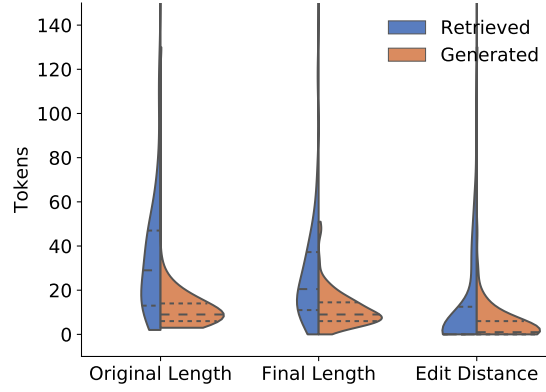 Retrieved
Generated
140
120
100
80
60
40
20
0
Tokens
Original Length
Final Length
Edit Distance